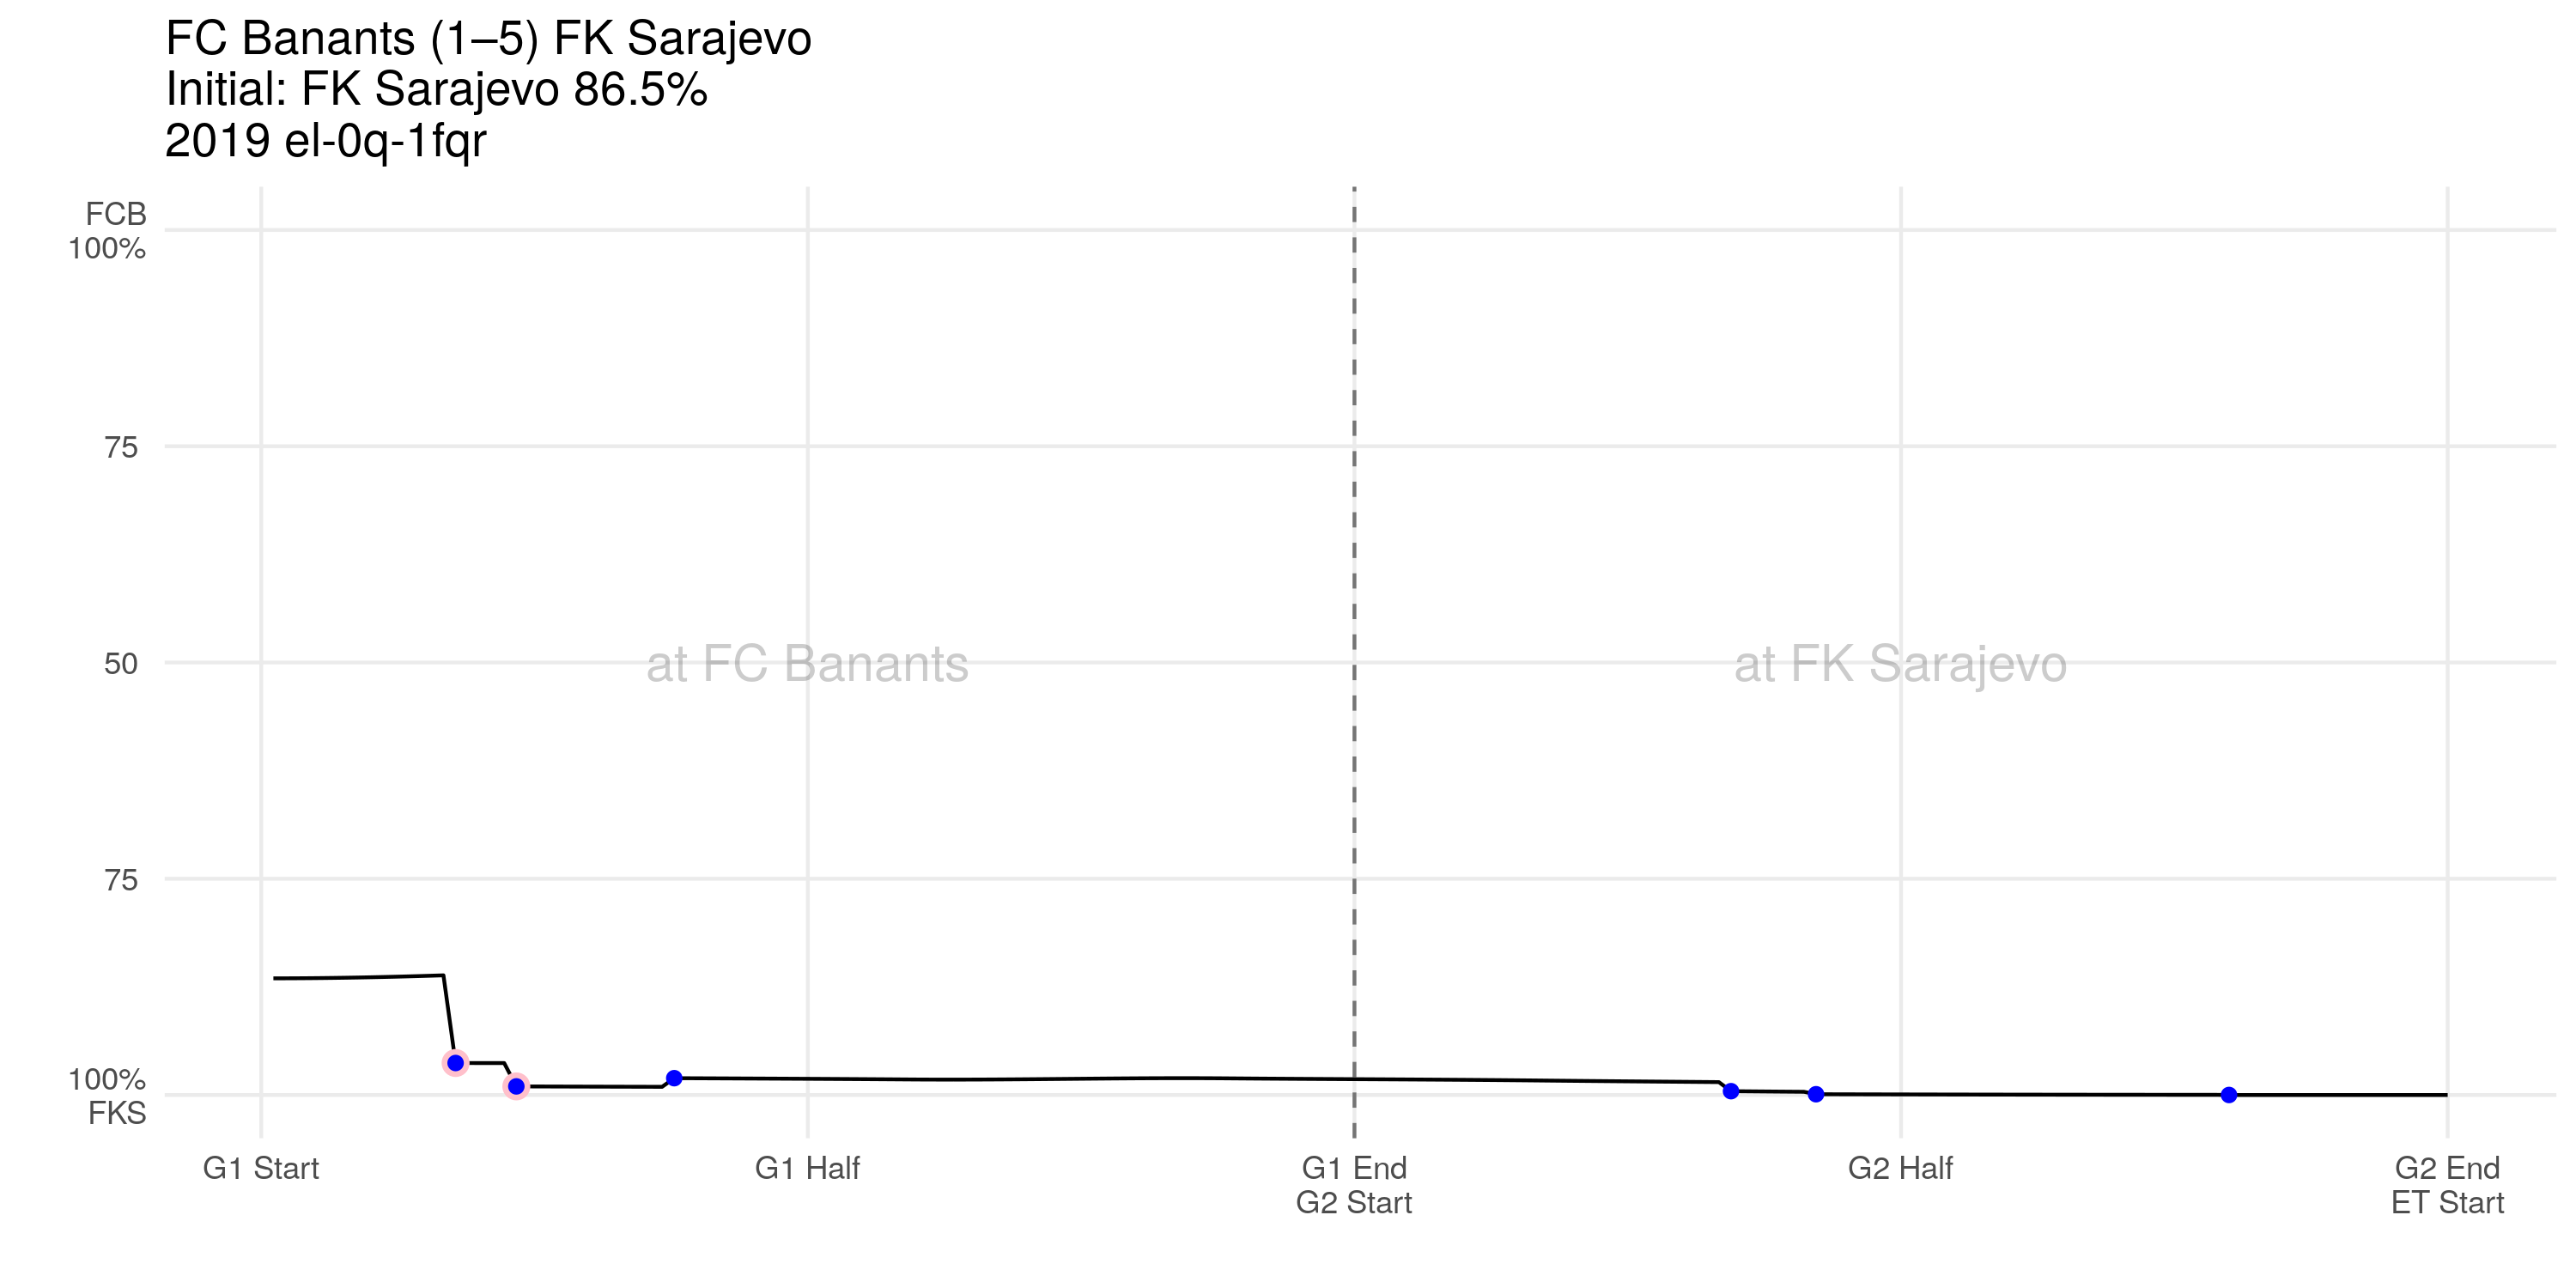 FC Banants (1–5) FK Sarajevo
Initial: FK Sarajevo 86.5%
2019 el-0q-1fqr
FCB
100%
75
50
75
100%
FKS
at FC Banants
at FK Sarajevo
G1 Start
G1 Half
G1 End
G2 Start
G2 Half
G2 End
ET Start